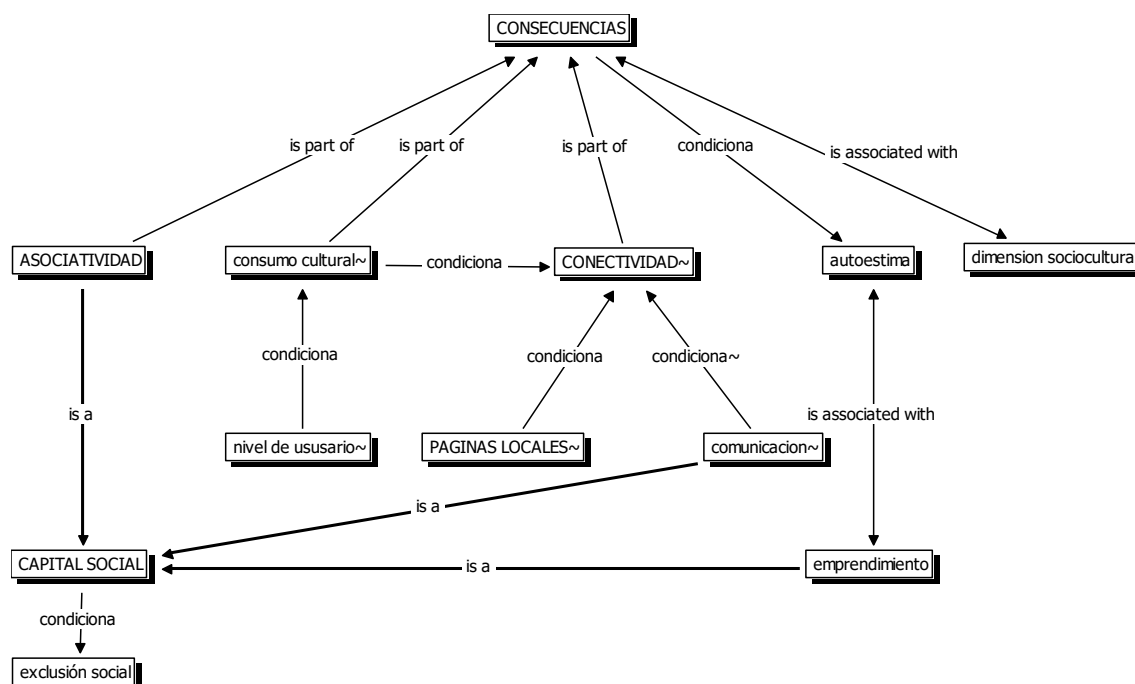 CONSECUENCIAS
is part of
is part of
is part of
condiciona
is associated with
ASOCIATIVIDAD
consumo cultural~
condiciona
CONECTIVIDAD~
autoestima
dimension sociocultura
condiciona
condiciona
condiciona~
is a
is associated with
nivel de ususario~
PAGINAS LOCALES~
comunicacion~
is a
CAPITAL SOCIAL
is a
emprendimiento
condiciona
exclusión social